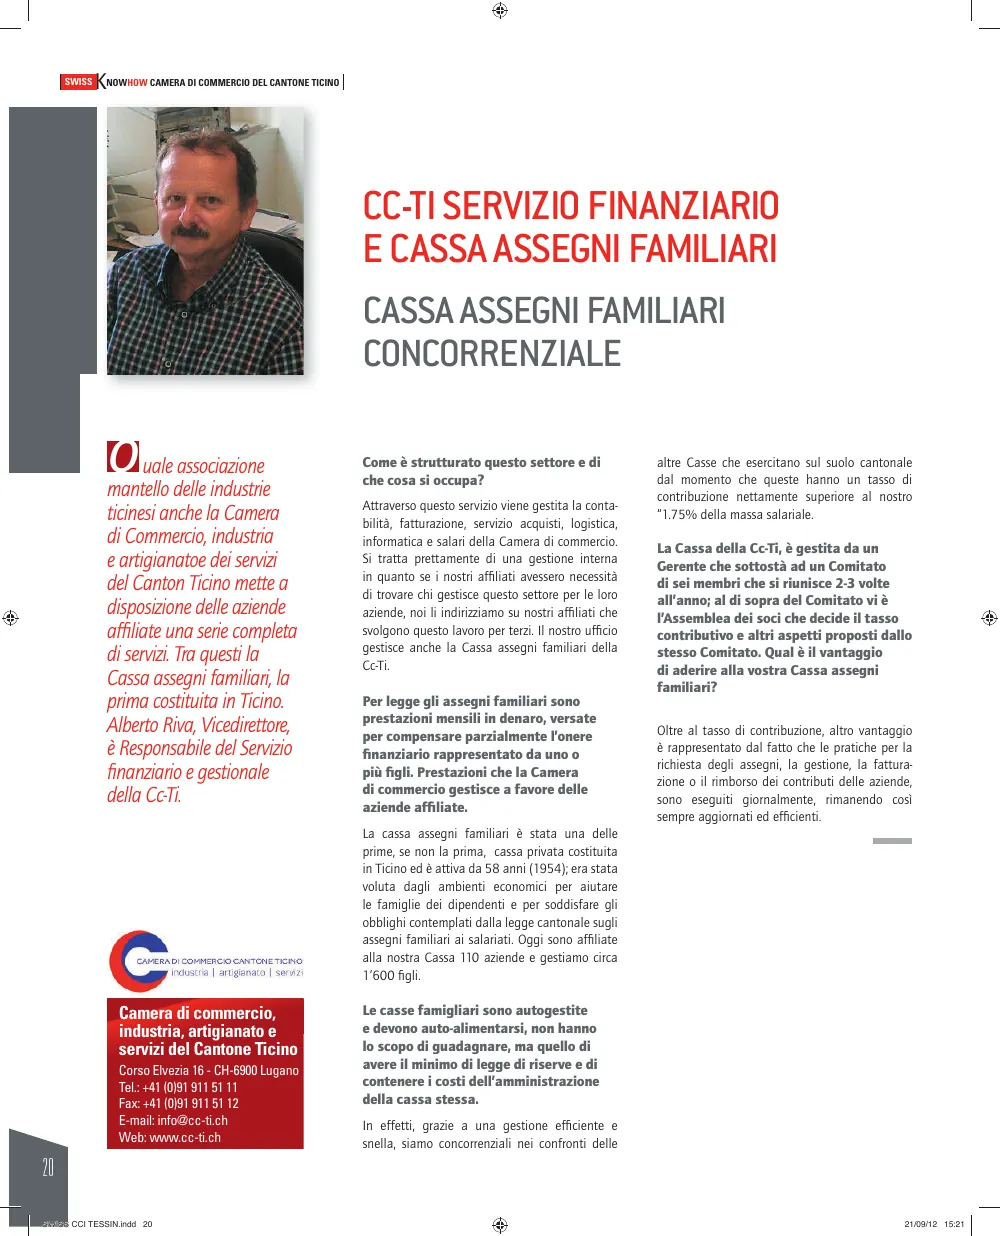 SWISS KNOWHOW CAMERA DI COMMERCIO DEL CANTONE TICINO
CC-TI SERVIZIO FINANZIARIO
E CASSA ASSEGNI FAMILIARI
CASSA ASSEGNI FAMILIARI
CONCORRENZIALE
Quale associazione
mantello delle industrie
ticinesi anche la Camera
di Commercio, industria
e artigianatoe dei servizi
del Canton Ticino mette a
disposizione delle aziende
affiliate una serie completa
di servizi. Tra questi la
Cassa assegni familiari, la
prima costituita in Ticino.
Alberto Riva, Vicedirettore,
è Responsabile del Servizio
finanziario e gestionale
della Cc-Ti.
CAMERA DI COMMERCIO CANTONE TICINO
industria | artigianato | servizi
Camera di commercio,
industria, artigianato e
servizi del Cantone Ticino
Corso Elvezia 16 - CH-6900 Lugano
Tel.: +41 (0)91 911 51 11
Fax: +41 (0)91 911 51 12
E-mail: info@cc-ti.ch
Web: www.cc-ti.ch
Come è strutturato questo settore e di
che cosa si occupa?
Attraverso questo servizio viene gestita la conta-
bilità, fatturazione, servizio acquisti, logistica,
informatica e salari della Camera di commercio.
Si tratta prettamente di una gestione interna
in quanto se i nostri affiliati avessero necessità
di trovare chi gestisce questo settore per le loro
aziende, noi li indirizziamo su nostri affiliati che
svolgono questo lavoro per terzi. Il nostro ufficio
gestisce anche la Cassa assegni familiari della
Cc-Ti.
Per legge gli assegni familiari sono
prestazioni mensili in denaro, versate
per compensare parzialmente l'onere
finanziario rappresentato da uno o
più figli. Prestazioni che la Camera
di commercio gestisce a favore delle
aziende affiliate.
La cassa assegni familiari è stata una delle
prime, se non la prima, cassa privata costituita
in Ticino ed è attiva da 58 anni (1954); era stata
voluta dagli ambienti economici per aiutare
le famiglie dei dipendenti e per soddisfare gli
obblighi contemplati dalla legge cantonale sugli
assegni familiari ai salariati. Oggi sono affiliate
alla nostra Cassa 110 aziende e gestiamo circa
1'600 figli.
Le casse famigliari sono autogestite
e devono auto-alimentarsi, non hanno
lo scopo di guadagnare, ma quello di
avere il minimo di legge di riserve e di
contenere i costi dell'amministrazione
della cassa stessa.
In effetti, grazie a una gestione efficiente e
snella, siamo concorrenziali nei confronti delle
altre Casse che esercitano sul suolo cantonale
dal momento che queste hanno un tasso di
contribuzione nettamente superiore al nostro
"1.75% della massa salariale.
La Cassa della Cc-Ti, è gestita da un
Gerente che sottostà ad un Comitato
di sei membri che si riunisce 2-3 volte
all'anno; al di sopra del Comitato vi è
l'Assemblea dei soci che decide il tasso
contributivo e altri aspetti proposti dallo
stesso Comitato. Qual è il vantaggio
di aderire alla vostra Cassa assegni
familiari?
Oltre al tasso di contribuzione, altro vantaggio
è rappresentato dal fatto che le pratiche per la
richiesta degli assegni, la gestione, la fattura-
zione o il rimborso dei contributi delle aziende,
sono eseguiti giornalmente, rimanendo così
sempre aggiornati ed efficienti.
20
CCI TESSIN.indd 20
21/09/12 15:21